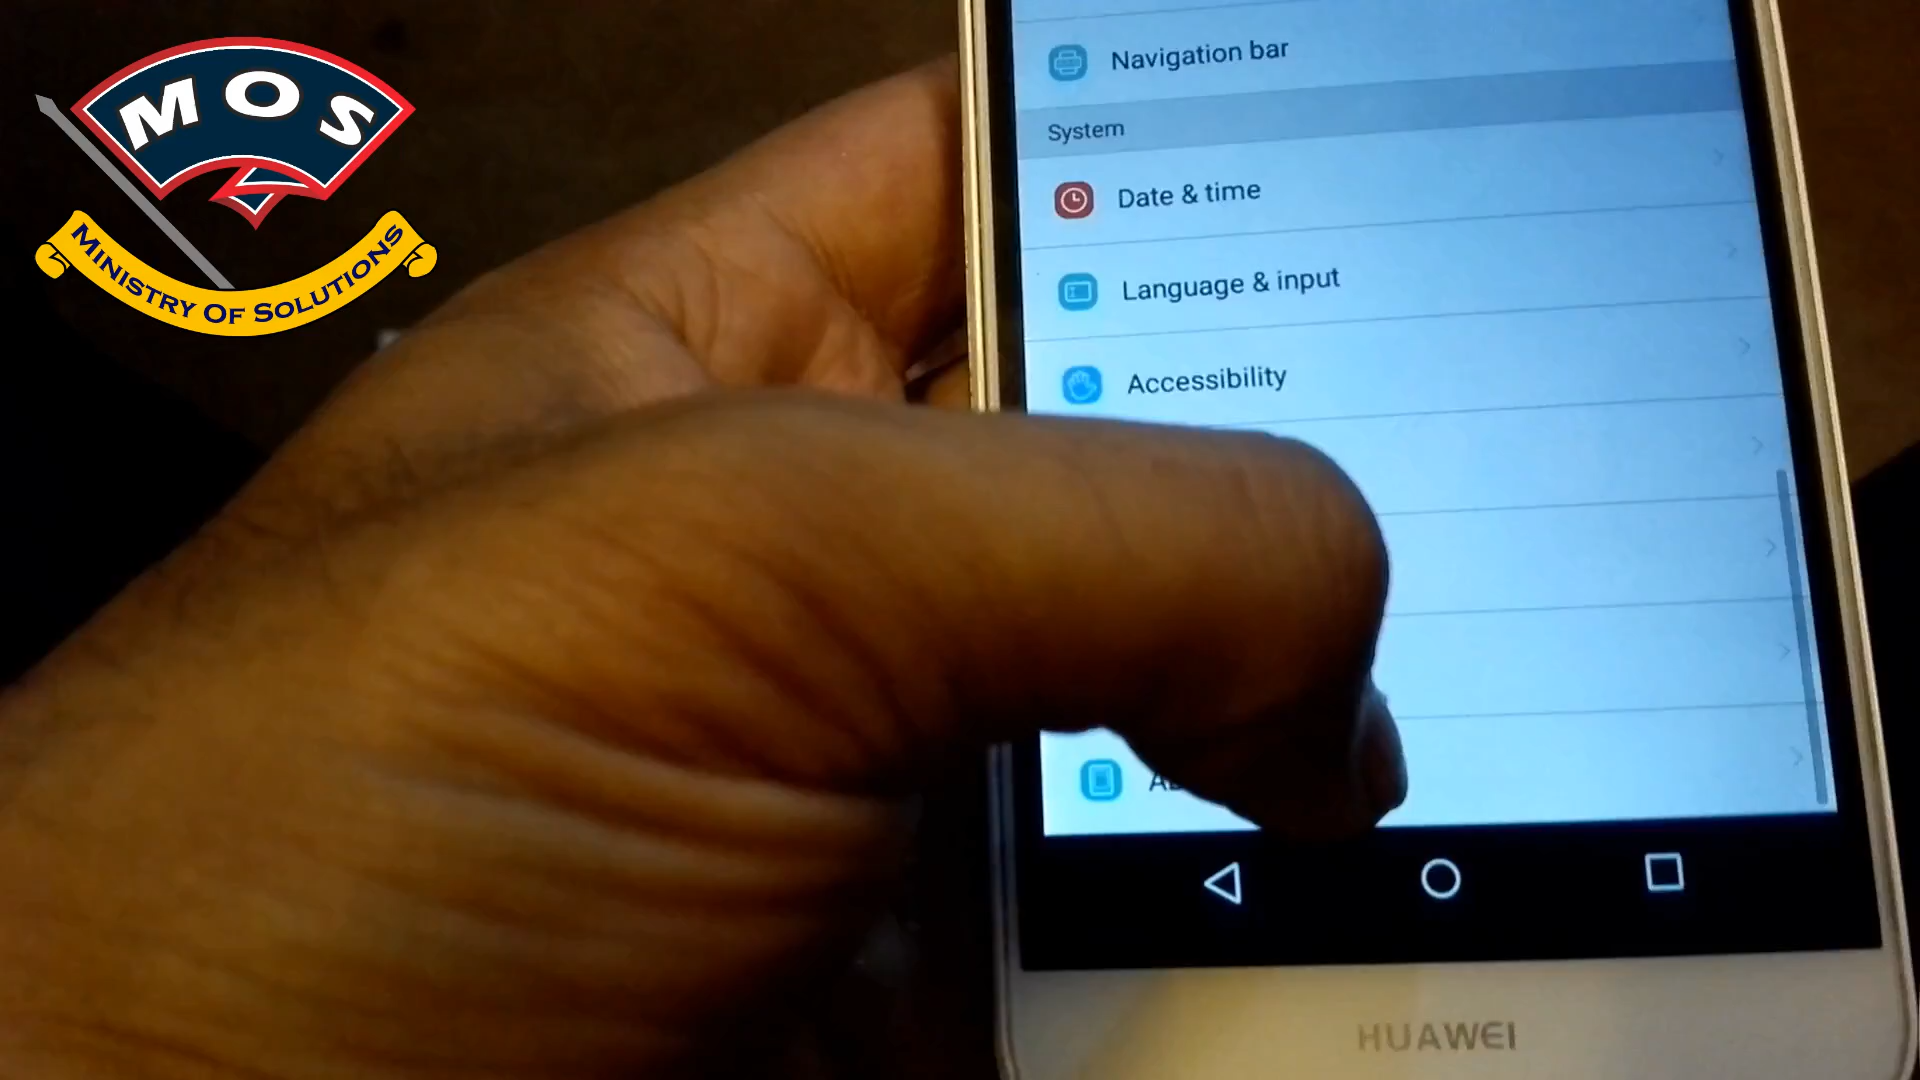 MOS
MINISTRY OF SOLUTIONS
Navigation bar
System
Date & time
Language & input
Accessibility
HUAWEI